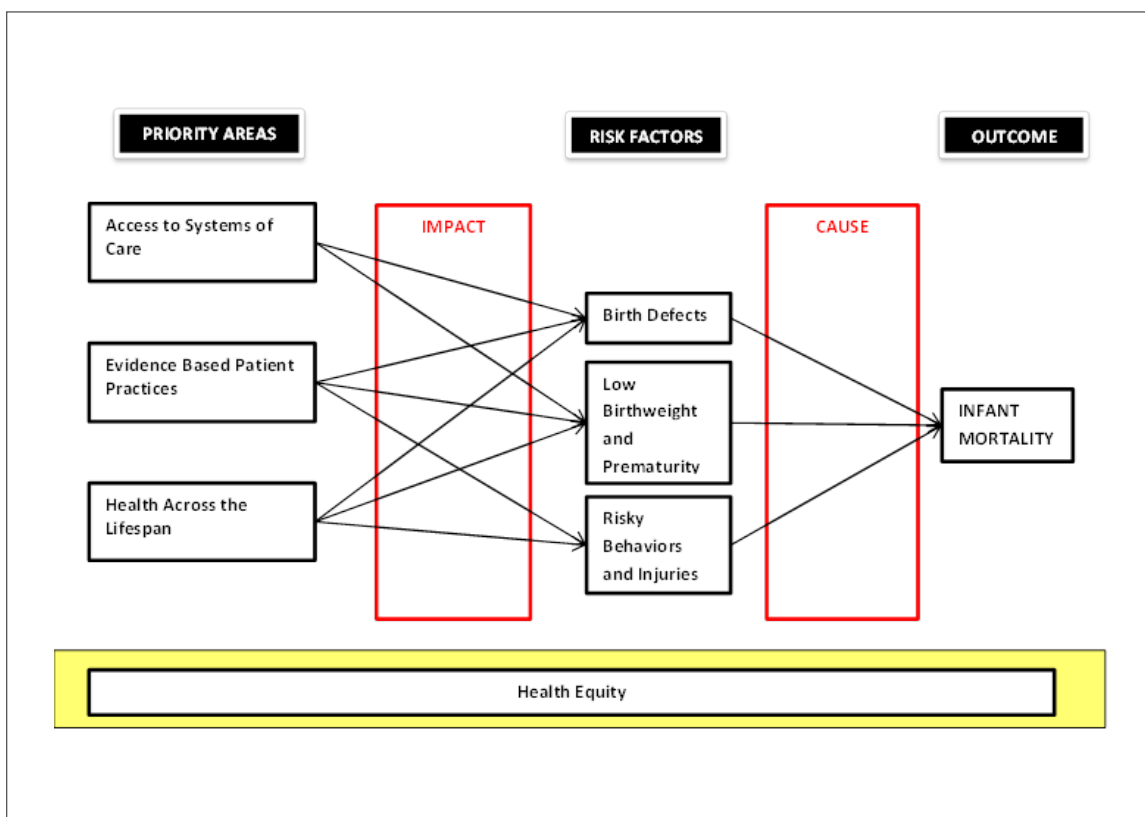 PRIORITY AREAS
RISK FACTORS
OUTCOME
Access to Systems of
Care
IMPACT
CAUSE
Birth Defects
Evidence Based Patient
Practices
Low
Birthweight
and
Prematurity
INFANT
MORTALITY
Health Across the
Lifespan
Risky
Behaviors
and Injuries
Health Equity